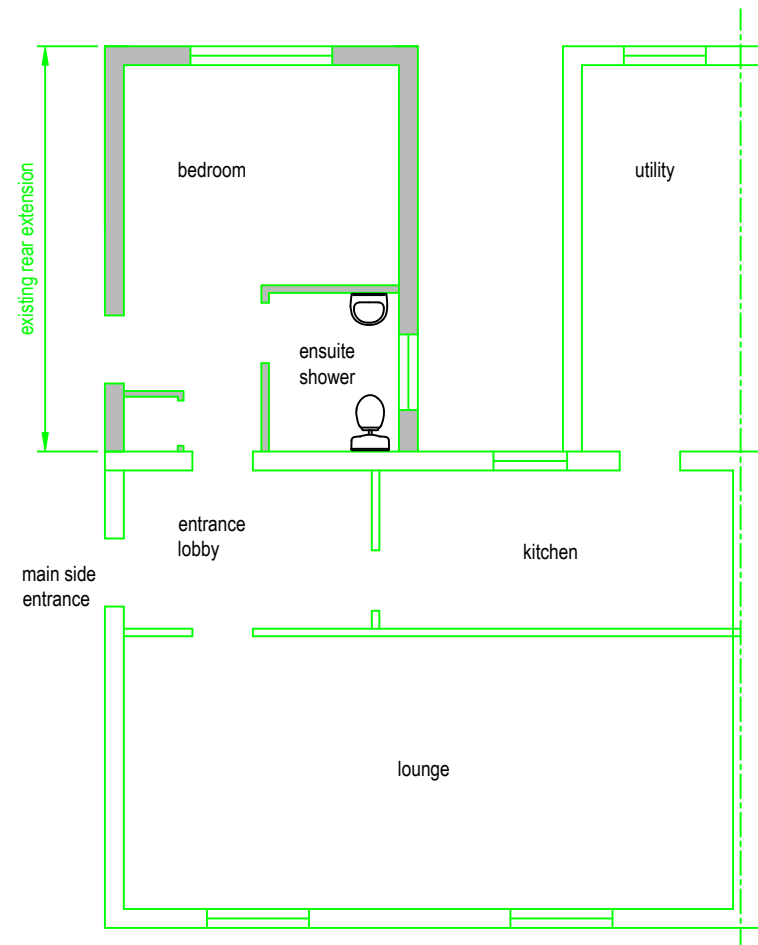 bedroom
utility
existing rear extension
ensuite
shower
entrance
lobby
kitchen
main side
entrance
lounge